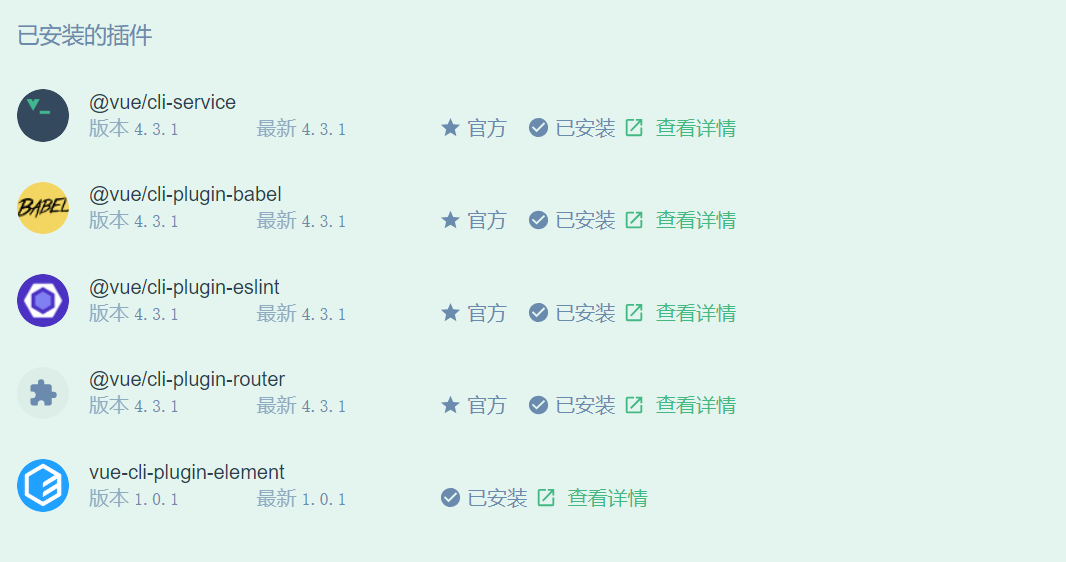 已安装的插件
@vue/cli-service
版本 4.3.1 最新 4.3.1 官方 已安装 查看详情
BABEL
@vue/cli-plugin-babel
版本 4.3.1 最新 4.3.1 官方 已安装 查看详情
@vue/cli-plugin-eslint
版本 4.3.1 最新 4.3.1 官方 已安装 查看详情
@vue/cli-plugin-router
版本 4.3.1 最新 4.3.1 官方 已安装 查看详情
vue-cli-plugin-element
版本 1.0.1 最新 1.0.1 已安装 查看详情